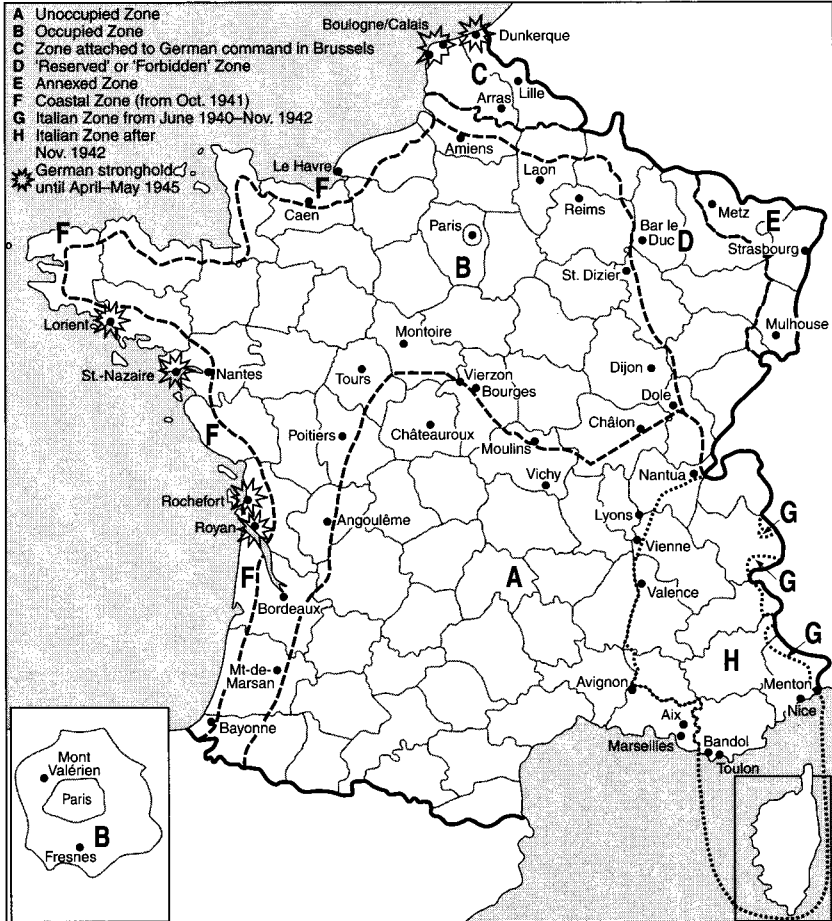 A Unoccupied Zone
B Occupied Zone
C Zone attached to German command in Brussels
D 'Reserved' or 'Forbidden' Zone
E Annexed Zone
F Coastal Zone (from Oct. 1941)
G Italian Zone from June 1940–Nov. 1942
H Italian Zone after
Nov. 1942
German stronghold
until April–May 1945
Boulogne/Calais
Dunkerque
C
Lille
Arras
Amiens
Le Havre
F
Caen
Laon
Reims
Metz
E
Paris
Bar le
Duc
D
Strasbourg
F
B
St. Dizier
Lorient
Montoire
Mulhouse
St.-Nazaire
Nantes
Tours
Vierzon
Bourges
Dijon
Dole
F
Poitiers
Châteauroux
Moulins
Châlon
Vichy
Nantua
Rochefort
Royan
Angoulême
Lyons
Vienne
G
F
Bordeaux
A
Valence
G
G
Mt-de-
Marsan
H
Avignon
Menton
Nice
Bayonne
Aix
Marseilles
Bandol
Toulon
Mont
Valérien
Paris
B
Fresnes